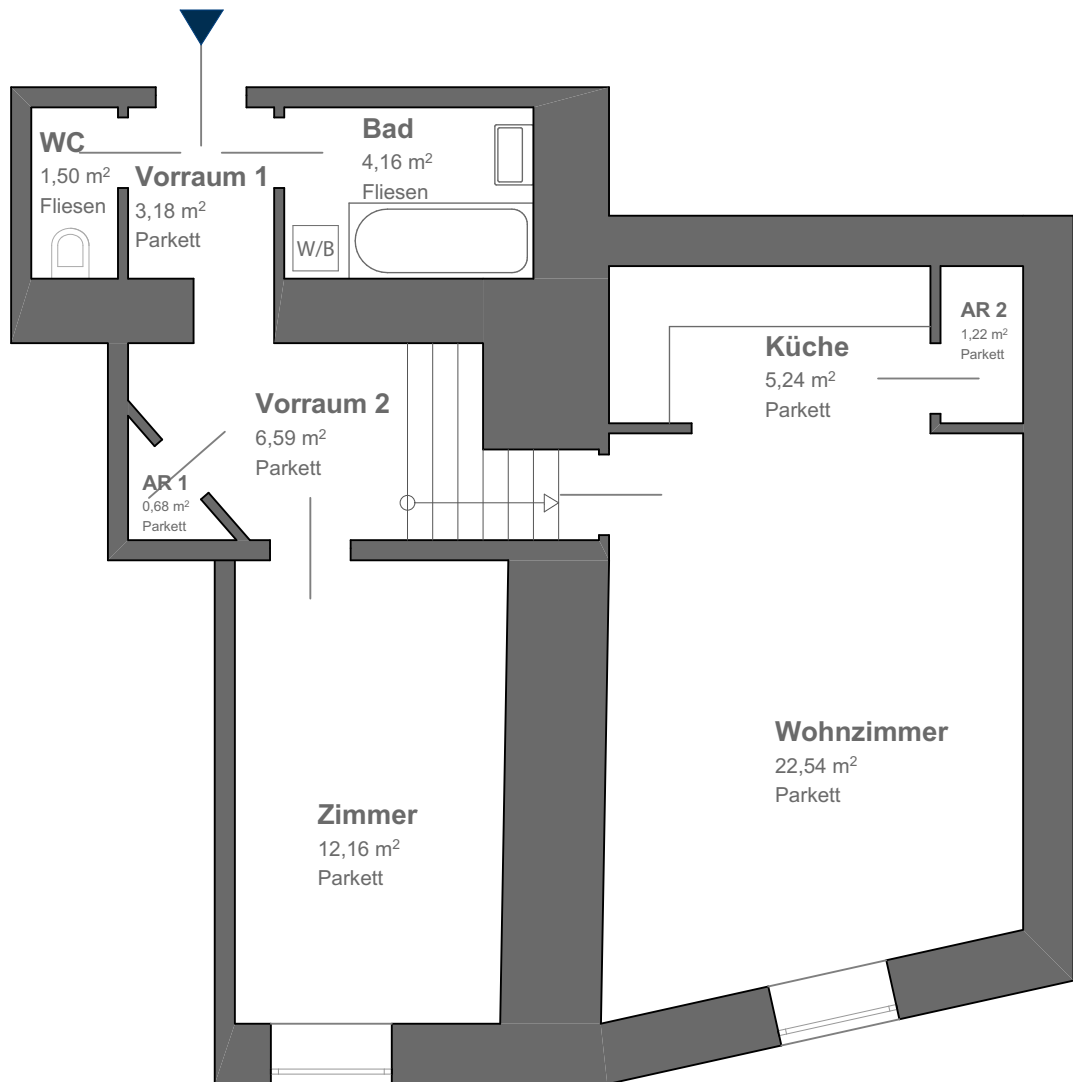 WC
1,50 m²
Fliesen
Vorraum 1
3,18 m²
Parkett
Bad
4,16 m²
Fliesen
W/B
AR 2
1,22 m²
Parkett
Küche
5,24 m²
Parkett
Vorraum 2
6,59 m²
Parkett
AR 1
0,68 m²
Parkett
Wohnzimmer
22,54 m²
Parkett
Zimmer
12,16 m²
Parkett